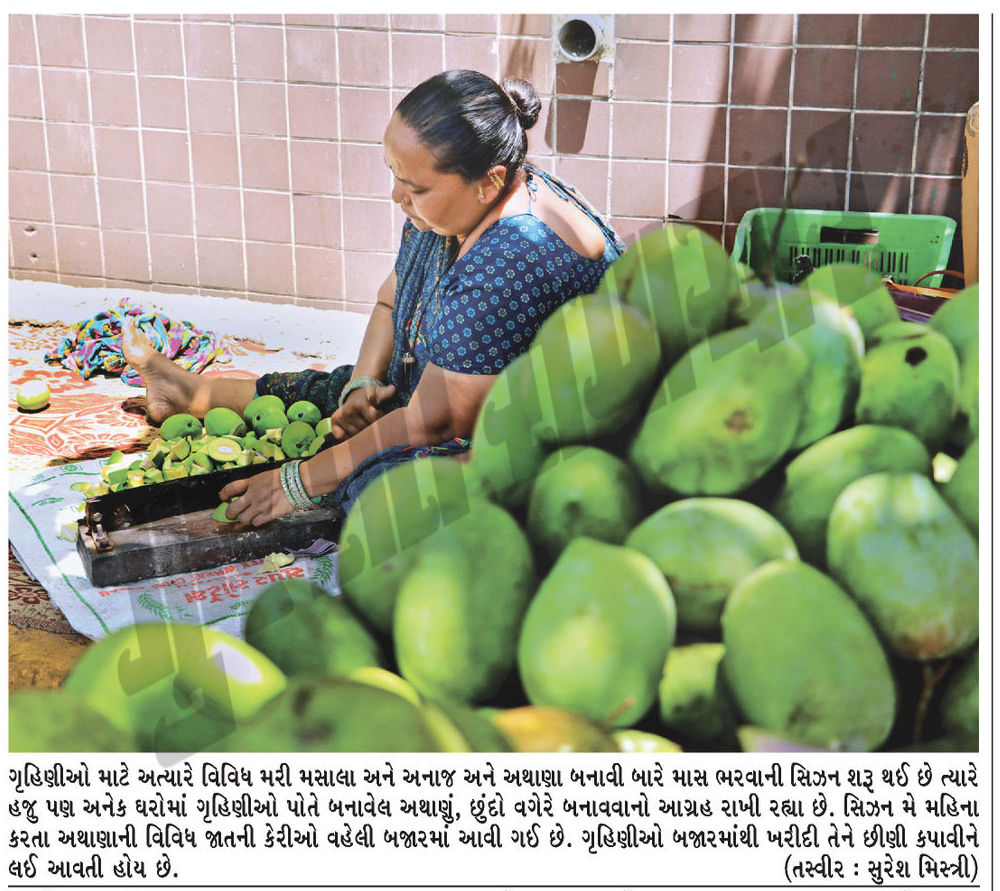 સુપર નોર્ટેક્ષ
ગૃહિણીઓ માટે અત્યારે વિવિધ મરી મસાલા અને અનાજ અને અથાણા બનાવી બારે માસ ભરવાની સિઝન શરૂ થઈ છે ત્યારે
હજુ પણ અનેક ઘરોમાં ગૃહિણીઓ પોતે બનાવેલ અથાણું, છુંદો વગેરે બનાવવાનો આગ્રહ રાખી રહ્યા છે. સિઝન મે મહિના
કરતા અથાણાની વિવિધ જાતની કેરીઓ વહેલી બજારમાં આવી ગઈ છે. ગૃહિણીઓ બજારમાંથી ખરીદી તેને છીણી કપાવીને
લઈ આવતી હોય છે. (તસ્વીર : સુરેશ મિસ્ત્રી)